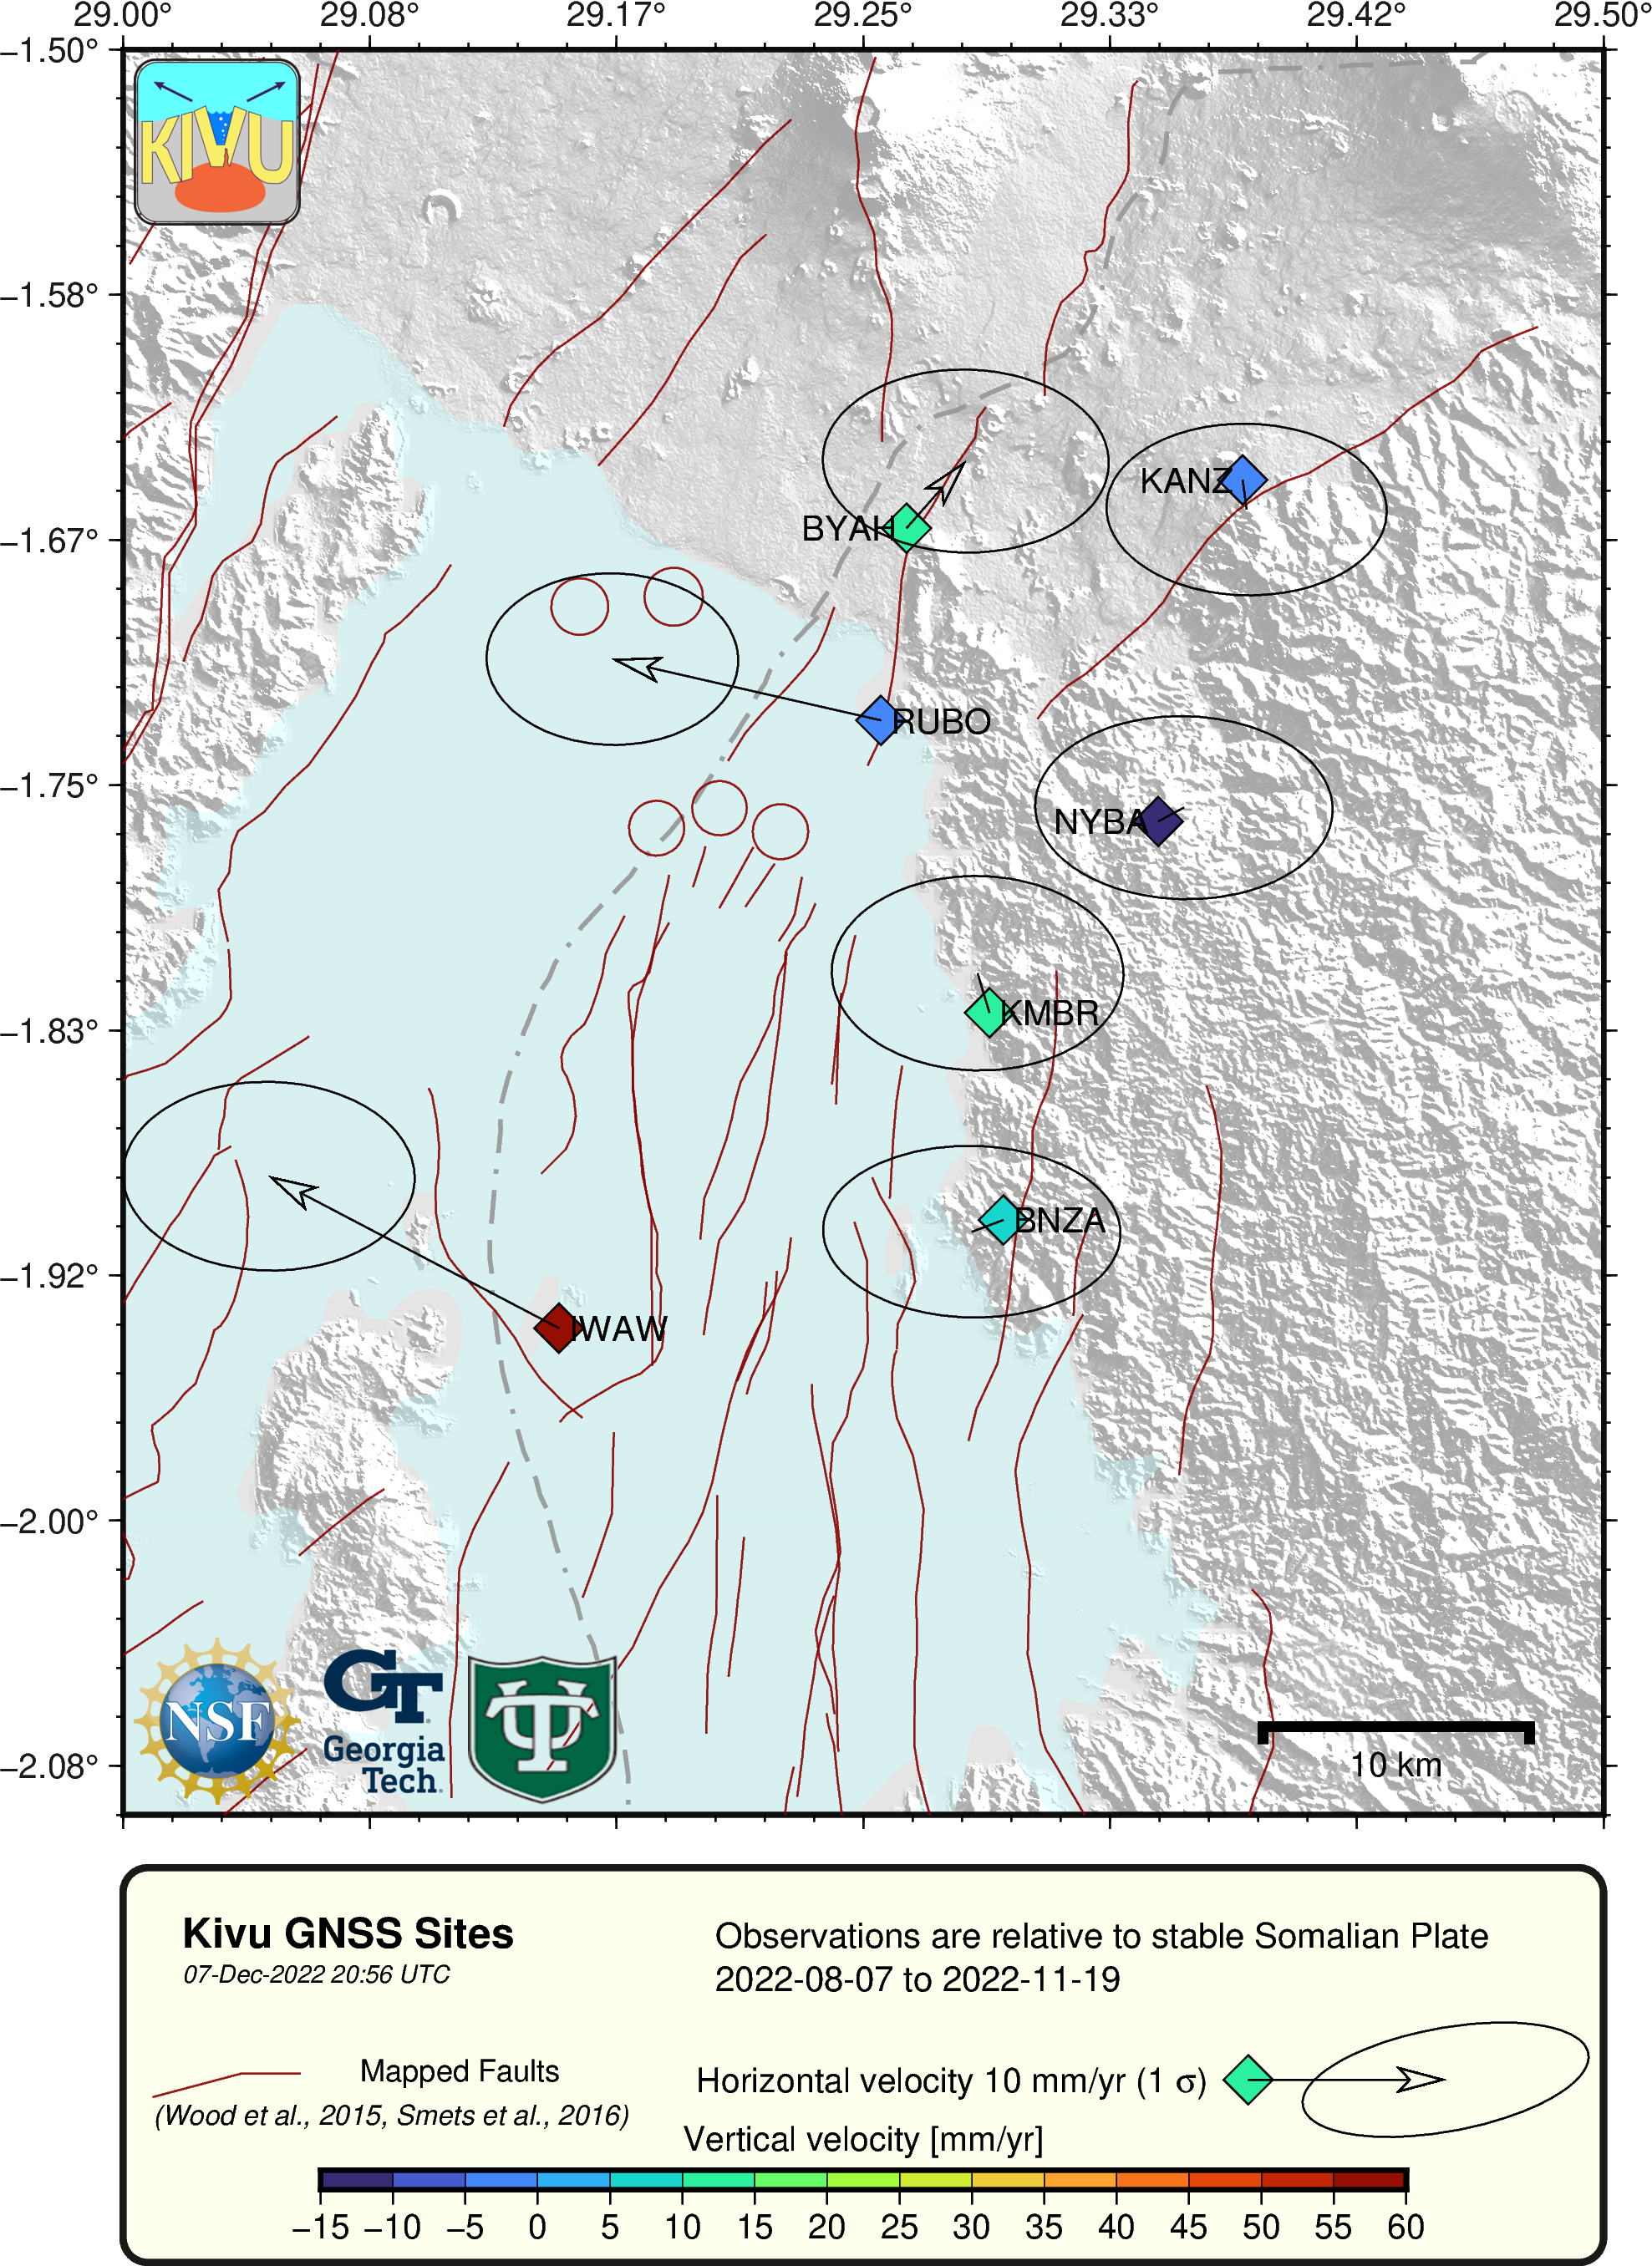 29.00° 29.08° 29.17° 29.25° 29.33° 29.42° 29.50°
−1.50°
KIVU
−1.58°
KANZ
BYAH
−1.67°
RUBO
−1.75°
NYBA
KMBR
−1.83°
BNZA
−1.92°
IWAW
−2.00°
NSF
GT
Georgia
Tech
TU
10 km
−2.08°
Kivu GNSS Sites
07-Dec-2022 20:56 UTC
Observations are relative to stable Somalian Plate
2022-08-07 to 2022-11-19
Mapped Faults
(Wood et al., 2015, Smets et al., 2016)
Horizontal velocity 10 mm/yr (1 σ)
Vertical velocity [mm/yr]
−15 −10 −5 0 5 10 15 20 25 30 35 40 45 50 55 60